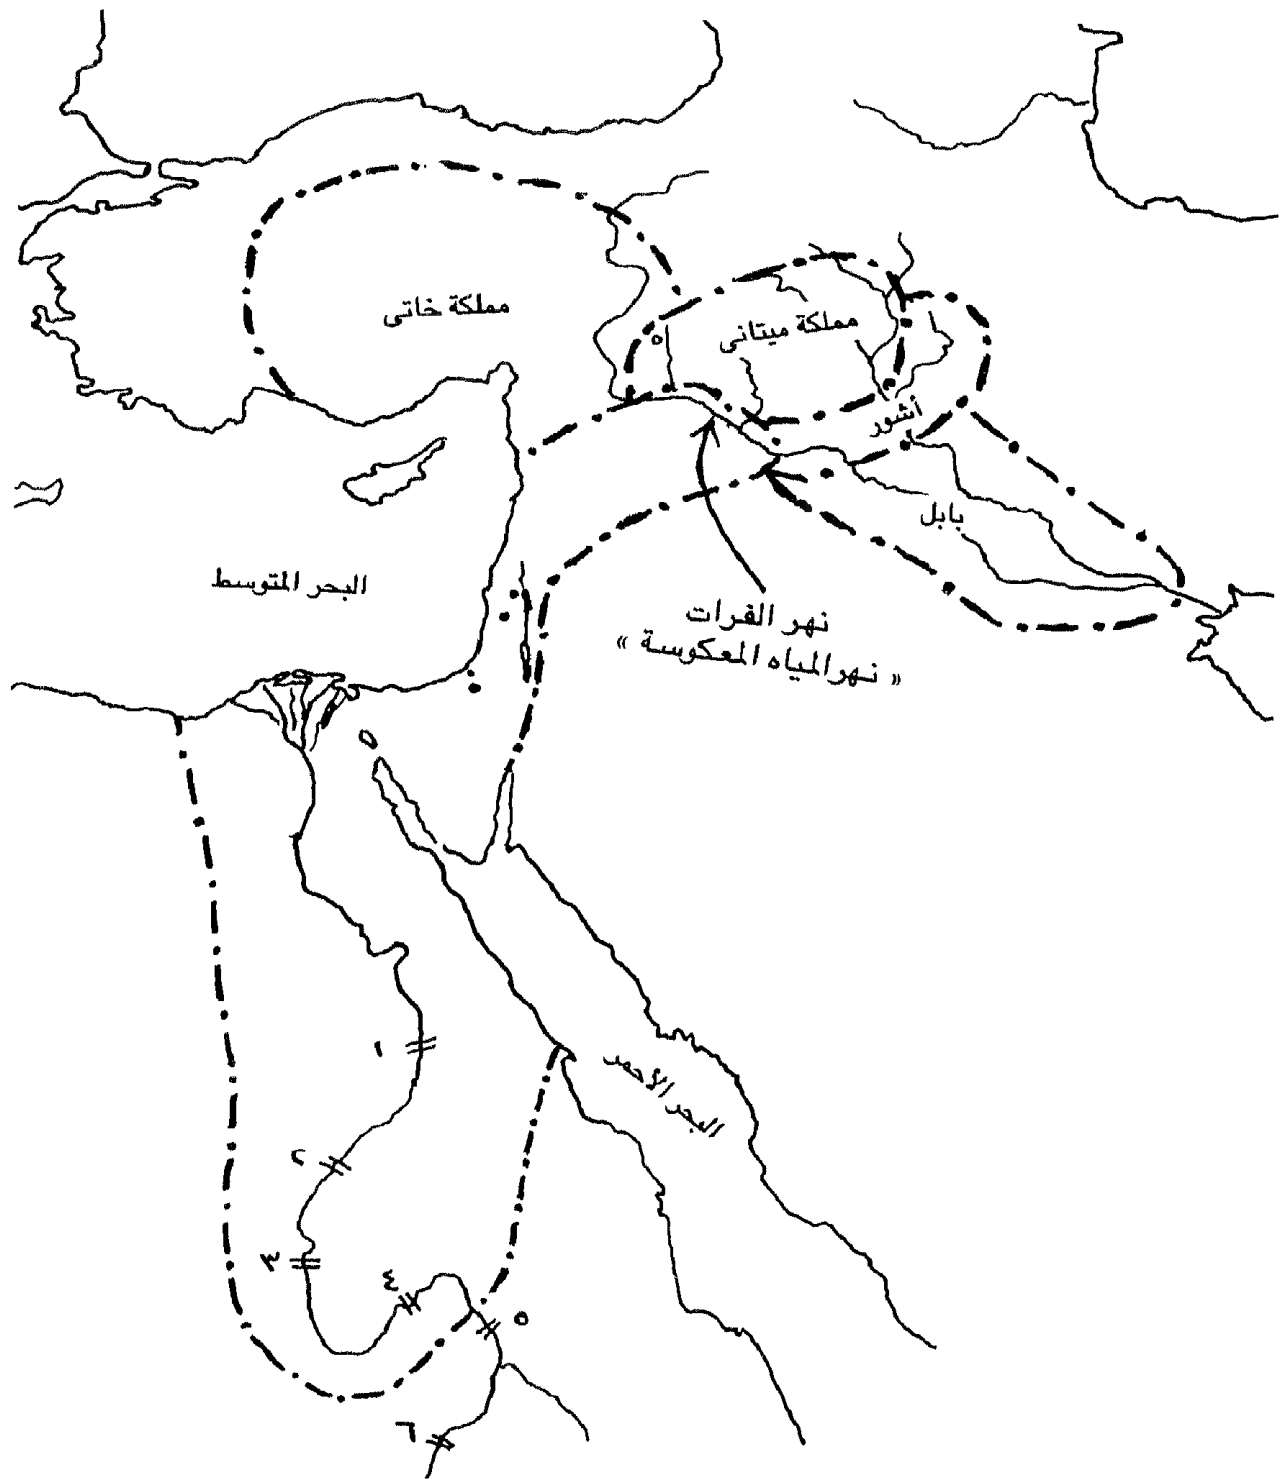 مملكة خاتى
مملكة ميتانى
٥
أشور
بابل
البحر المتوسط
نهر الفرات
« نهر المياه المعكوسة »
البحر الأحمر
١
٢
٣
٤
٥
٦